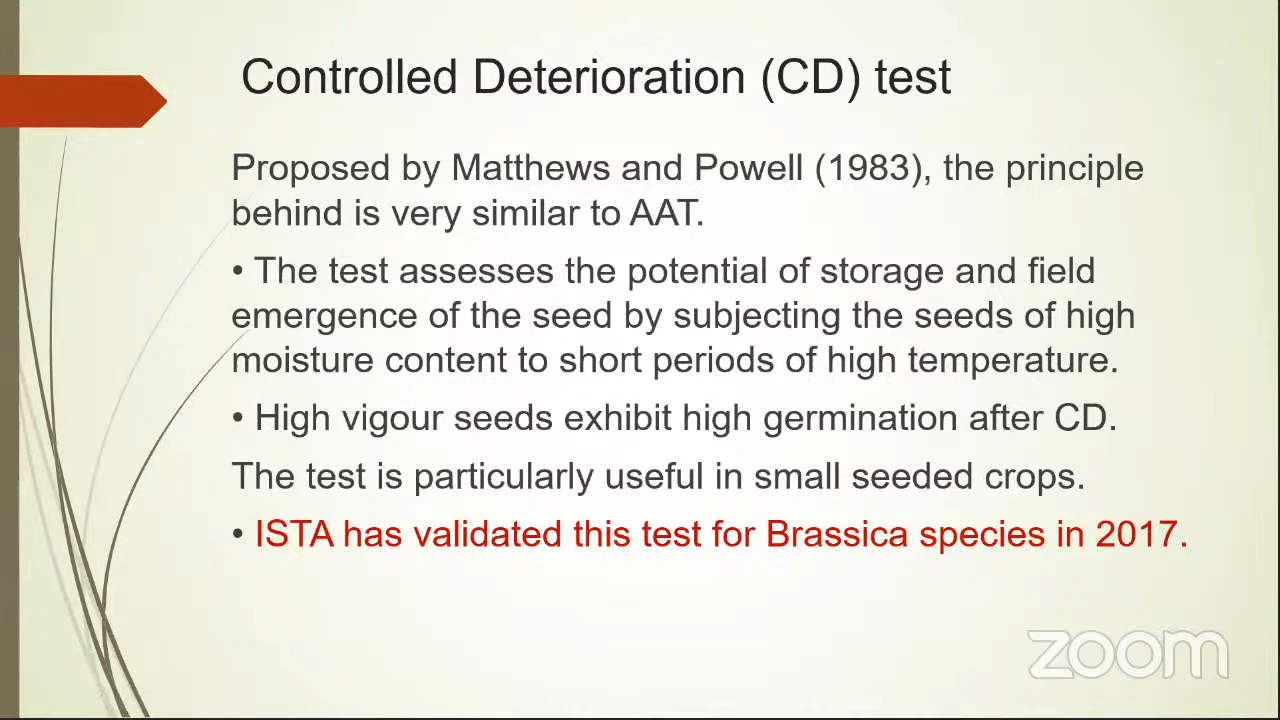 Controlled Deterioration (CD) test
Proposed by Matthews and Powell (1983), the principle
behind is very similar to AAT.
• The test assesses the potential of storage and field
emergence of the seed by subjecting the seeds of high
moisture content to short periods of high temperature.
• High vigour seeds exhibit high germination after CD.
The test is particularly useful in small seeded crops.
• ISTA has validated this test for Brassica species in 2017.
zoom